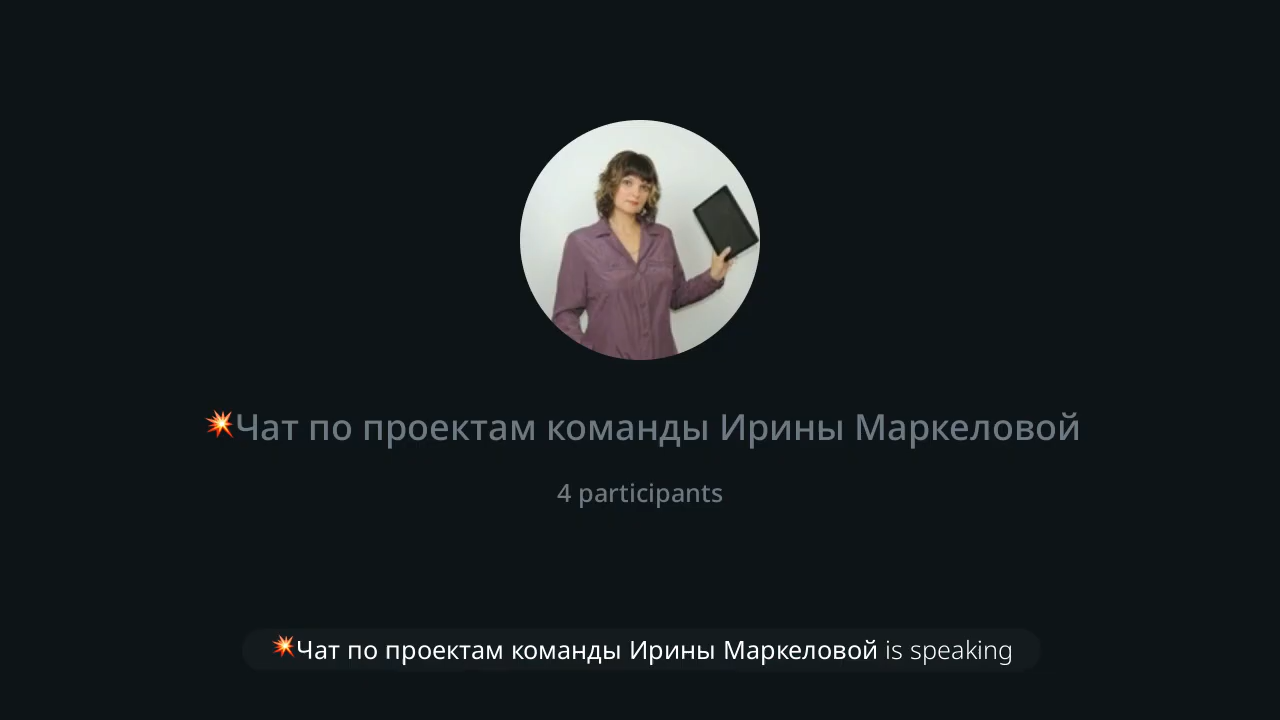 💥Чат по проектам команды Ирины Маркеловой
4 participants
💥Чат по проектам команды Ирины Маркеловой is speaking